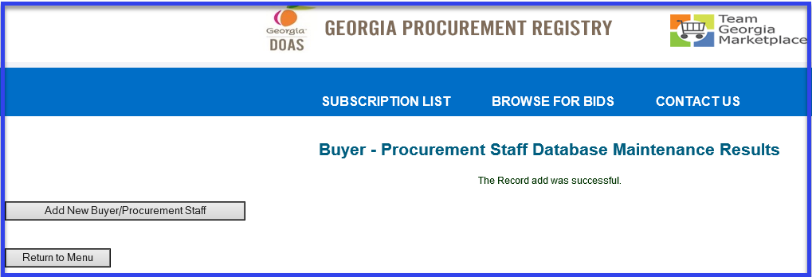 Georgia
DOAS
GEORGIA PROCUREMENT REGISTRY
Team
Georgia
Marketplace
SUBSCRIPTION LIST BROWSE FOR BIDS CONTACT US
Buyer - Procurement Staff Database Maintenance Results
The Record add was successful.
Add New Buyer/Procurement Staff
Return to Menu